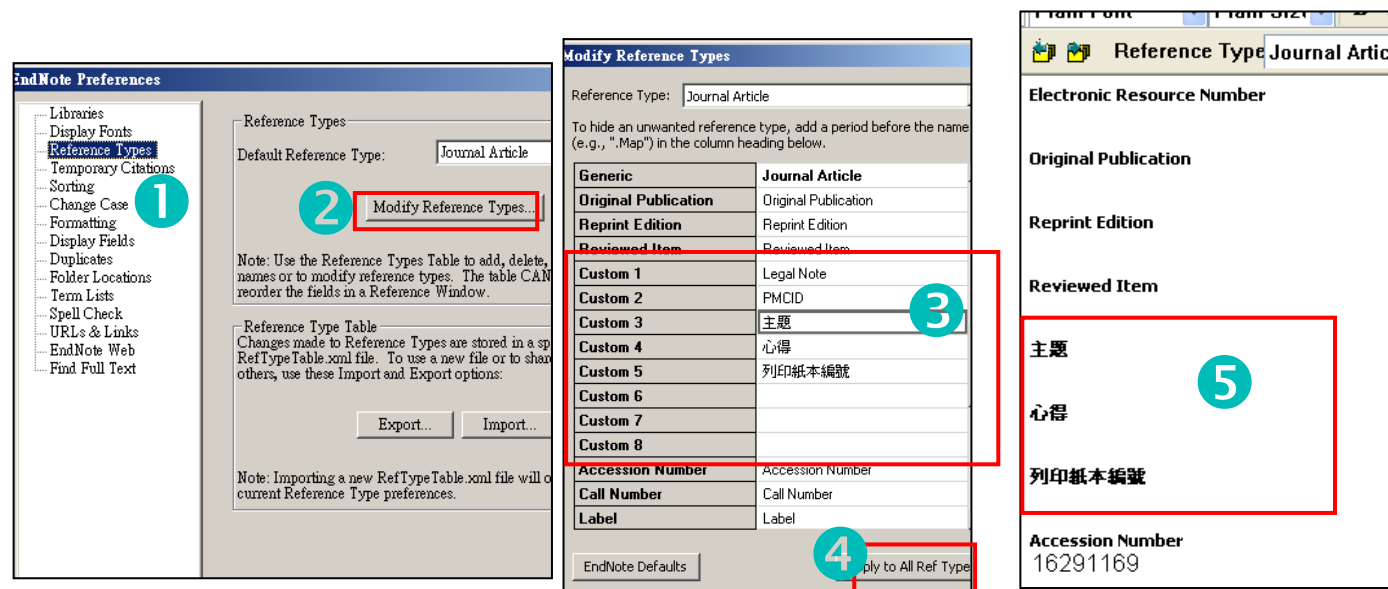 EndNote Preferences
Libraries
Display Fonts
Reference Types
Temporary Citations
Sorting
Change Case
Formatting
Display Fields
Duplicates
Folder Locations
Term Lists
Spell Check
URLs & Links
EndNote Web
Find Full Text
1
Reference Types
Default Reference Type: Journal Article
2 Modify Reference Types...
Note: Use the Reference Types Table to add, delete,
names or to modify reference types. The table CAN
reorder the fields in a Reference Window.
Reference Type Table
Changes made to Reference Types are stored in a sp
RefTypeTable.xml file. To use a new file or to shar
others, use these Import and Export options:
Export... Import...
Note: Importing a new RefTypeTable.xml file will o
current Reference Type preferences.
Modify Reference Types
Reference Type: Journal Article
To hide an unwanted reference type, add a period before the name
(e.g., ".Map") in the column heading below.
Generic Journal Article
Original Publication Original Publication
Reprint Edition Reprint Edition
Reviewed Item Reviewed Item
Custom 1 Legal Note
Custom 2 PMCID
Custom 3 主題
3
Custom 4 心得
Custom 5 列印紙本編號
Custom 6
Custom 7
Custom 8
Accession Number Accession Number
Call Number Call Number
Label Label
EndNote Defaults 4 ply to All Ref Type
Reference Type Journal Artic
Electronic Resource Number
Original Publication
Reprint Edition
Reviewed Item
主題
5
心得
列印紙本編號
Accession Number
16291169